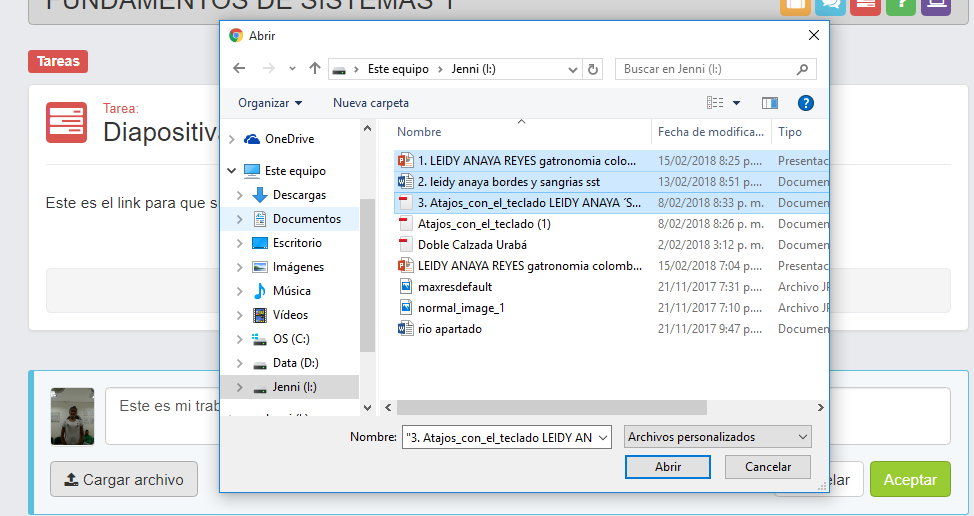 FUNDAMENTOS DE SISTEMAS 1
Tareas
Tarea:
Diapositiva
Este es el link para que s
Este es mi trab
Cargar archivo
elar
Aceptar
Abrir
Este equipo > Jenni (I:)
Buscar en Jenni (I:)
Organizar
Nueva carpeta
?
OneDrive
Este equipo
Descargas
Documentos
Escritorio
Imágenes
Música
Vídeos
OS (C:)
Data (D:)
Jenni (I:)
Nombre Fecha de modifica... Tipo
1. LEIDY ANAYA REYES gatronomia colo... 15/02/2018 8:25 p.... Presentac
2. leidy anaya bordes y sangrias sst 13/02/2018 8:51 p.... Documen
3. Atajos_con_el_teclado LEIDY ANAYA ´S... 8/02/2018 8:33 p. m. Documen
Atajos_con_el_teclado (1) 8/02/2018 8:26 p. m. Documen
Doble Calzada Urabá 2/02/2018 3:12 p. m. Documen
LEIDY ANAYA REYES gatronomia colomb... 15/02/2018 7:04 p.... Presentac
maxresdefault 21/11/2017 7:31 p.... Archivo JP
normal_image_1 21/11/2017 7:10 p.... Archivo JP
rio apartado 21/11/2017 9:47 p.... Documen
Nombre: "3. Atajos_con_el_teclado LEIDY AN
Archivos personalizados
Abrir
Cancelar